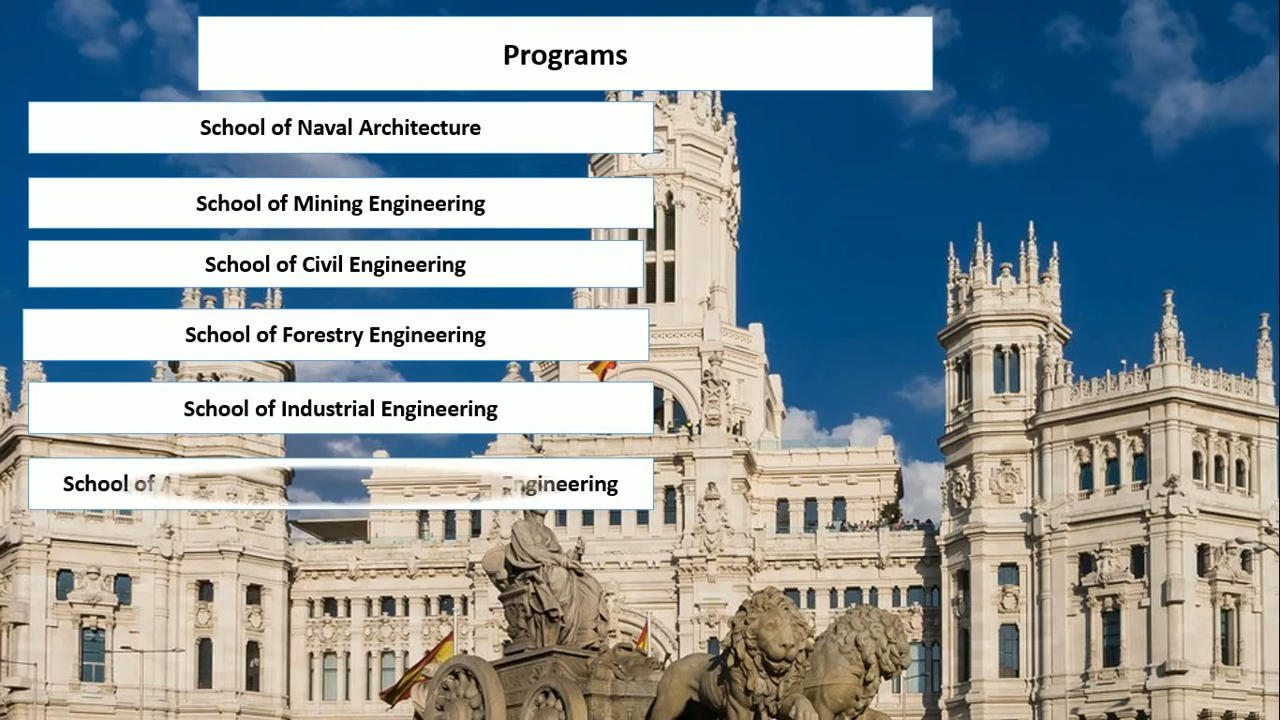 Programs
School of Naval Architecture
School of Mining Engineering
School of Civil Engineering
School of Forestry Engineering
School of Industrial Engineering
School of Engineering